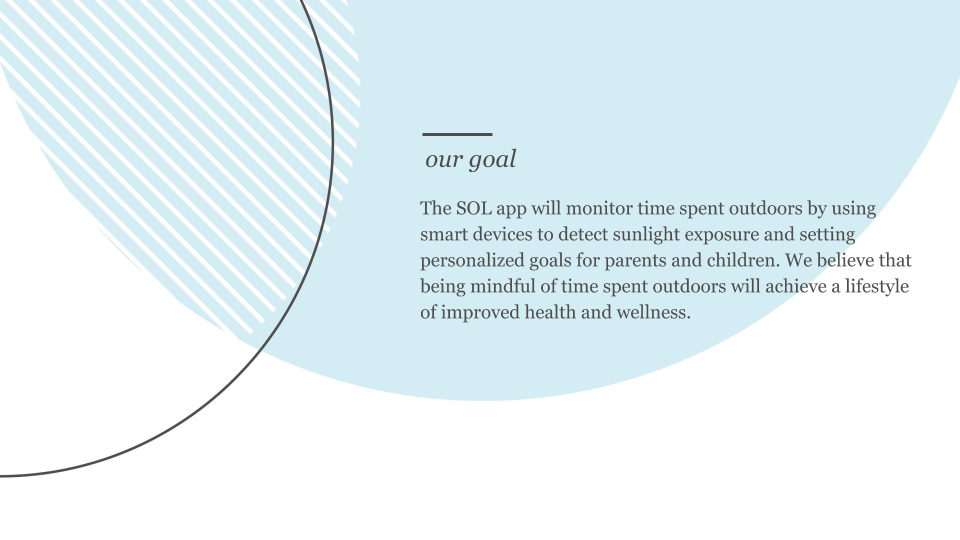 our goal
The SOL app will monitor time spent outdoors by using
smart devices to detect sunlight exposure and setting
personalized goals for parents and children. We believe that
being mindful of time spent outdoors will achieve a lifestyle
of improved health and wellness.